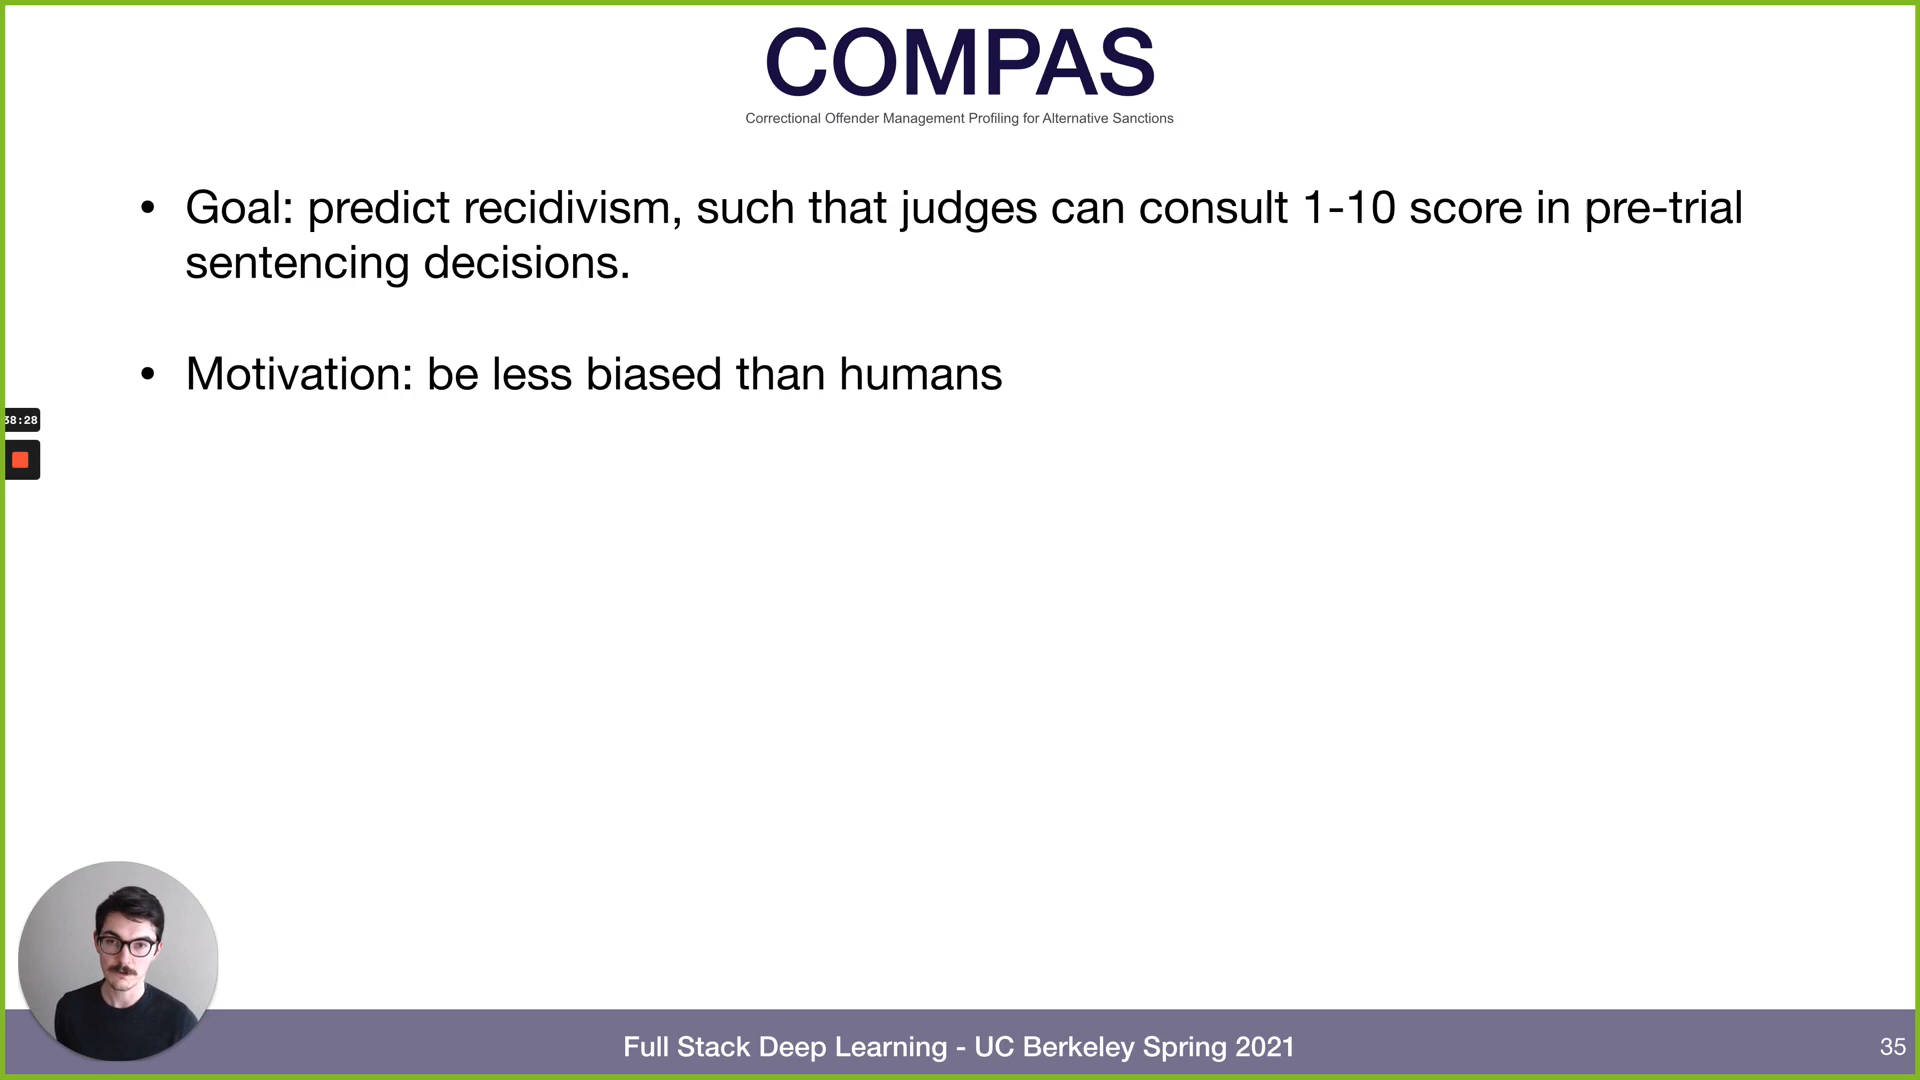 COMPAS
Correctional Offender Management Profiling for Alternative Sanctions
• Goal: predict recidivism, such that judges can consult 1-10 score in pre-trial
sentencing decisions.
• Motivation: be less biased than humans
38:28
Full Stack Deep Learning - UC Berkeley Spring 2021
35